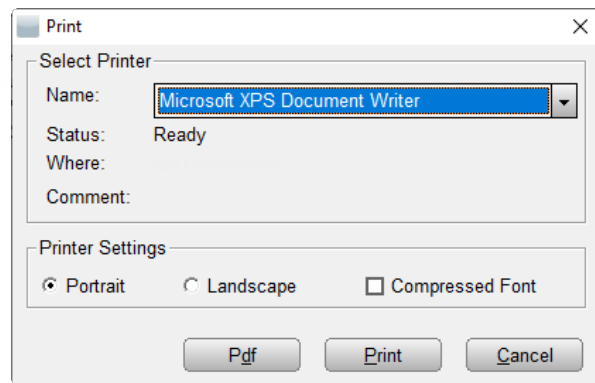 Print
Select Printer
Name: Microsoft XPS Document Writer
Status: Ready
Where:
Comment:
Printer Settings
Portrait Landscape Compressed Font
Pdf Print Cancel